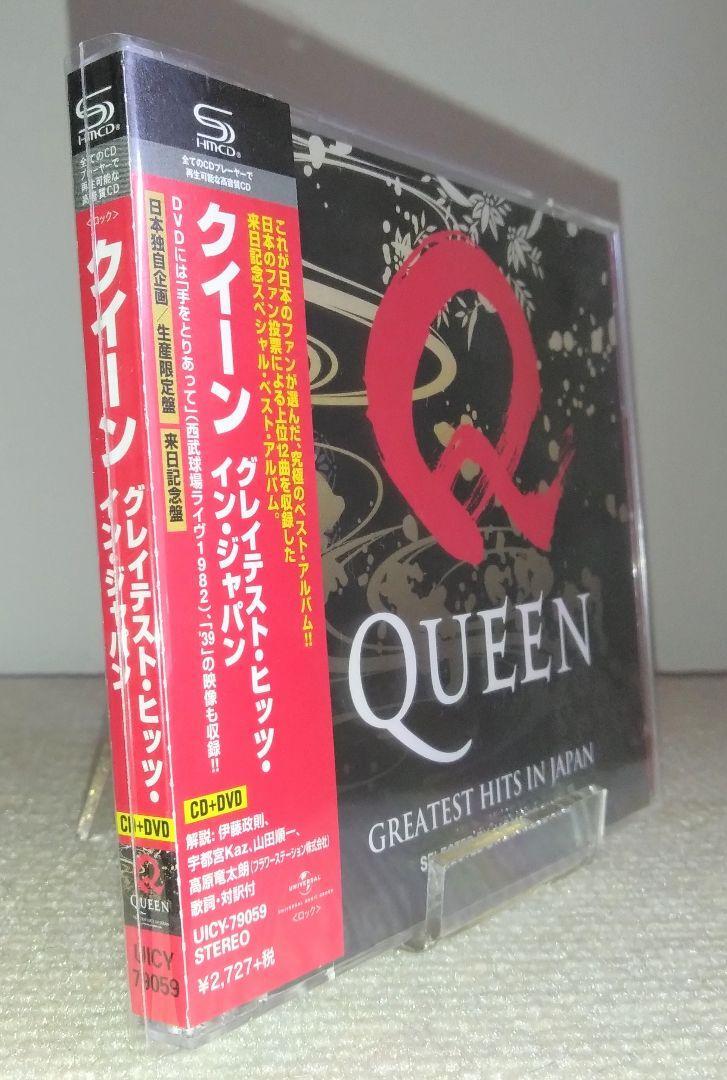 SHMCD®
全てのCD
プレーヤーで
再生可能な
高音質CD
〈ロック〉
クイーン
グレイテスト・ヒッツ・
イン・ジャパン
CD+DVD
QUEEN
UICY
79059
SHMCD®
全てのCDプレーヤーで
再生可能な高音質CD
これが日本のファンが選んだ、究極のベスト・アルバム!!
日本のファン投票による上位12曲を収録した
来日記念スペシャル・ベスト・アルバム。
クイーン
グレイテスト・ヒッツ・
イン・ジャパン
日本独自企画/生産限定盤
来日記念盤
DVDには「手をとりあって」(西武球場ライヴ1982)、「'39」の映像も収録!!
CD+DVD
解説:伊藤政則、
宇都宮Kaz、山田順一、
高原竜太朗(フラワーステーション株式会社)
歌詞・対訳付
UICY-79059
STEREO
¥2,727+税
UNIVERSAL
UNIVERSAL MUSIC GROUP
〈ロック〉
QUEEN
GREATEST HITS IN JAPAN